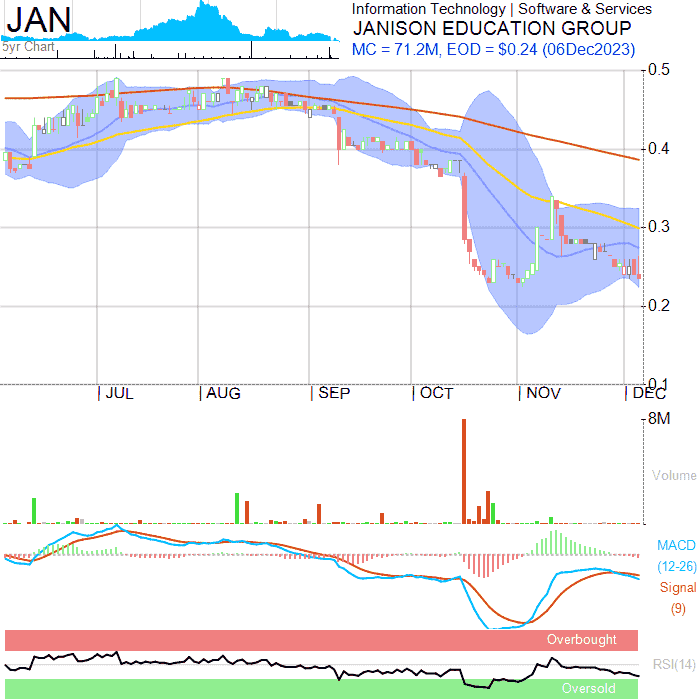 JAN
5yr Chart
Information Technology | Software & Services
JANISON EDUCATION GROUP
MC = 71.2M, EOD = $0.24 (06Dec2023)
0.5
0.4
0.3
0.2
0.1
JUL
AUG
SEP
OCT
NOV
DEC
8M
Volume
MACD
(12-26)
Signal
(9)
Overbought
RSI(14)
Oversold